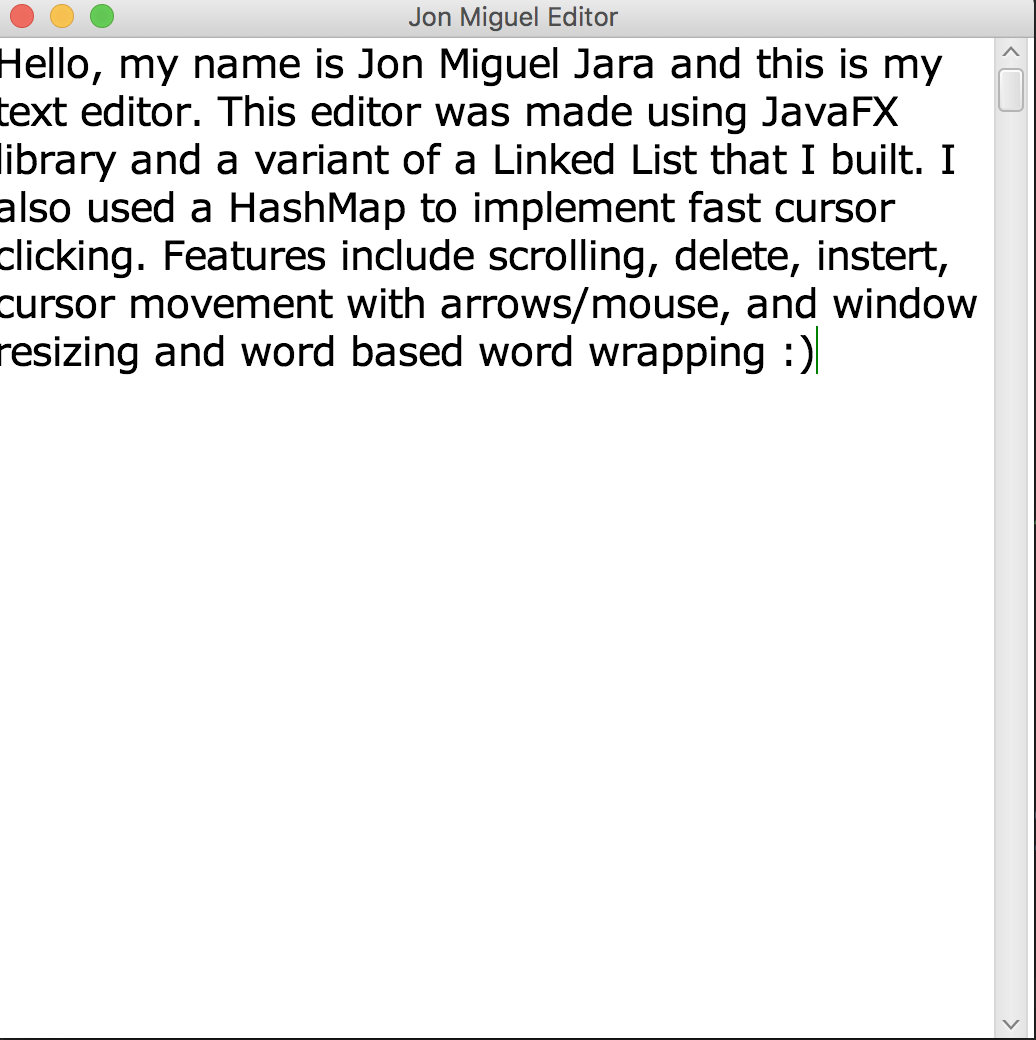 Jon Miguel Editor
Hello, my name is Jon Miguel Jara and this is my
text editor. This editor was made using JavaFX
library and a variant of a Linked List that I built. I
also used a HashMap to implement fast cursor
clicking. Features include scrolling, delete, instert,
cursor movement with arrows/mouse, and window
resizing and word based word wrapping :)